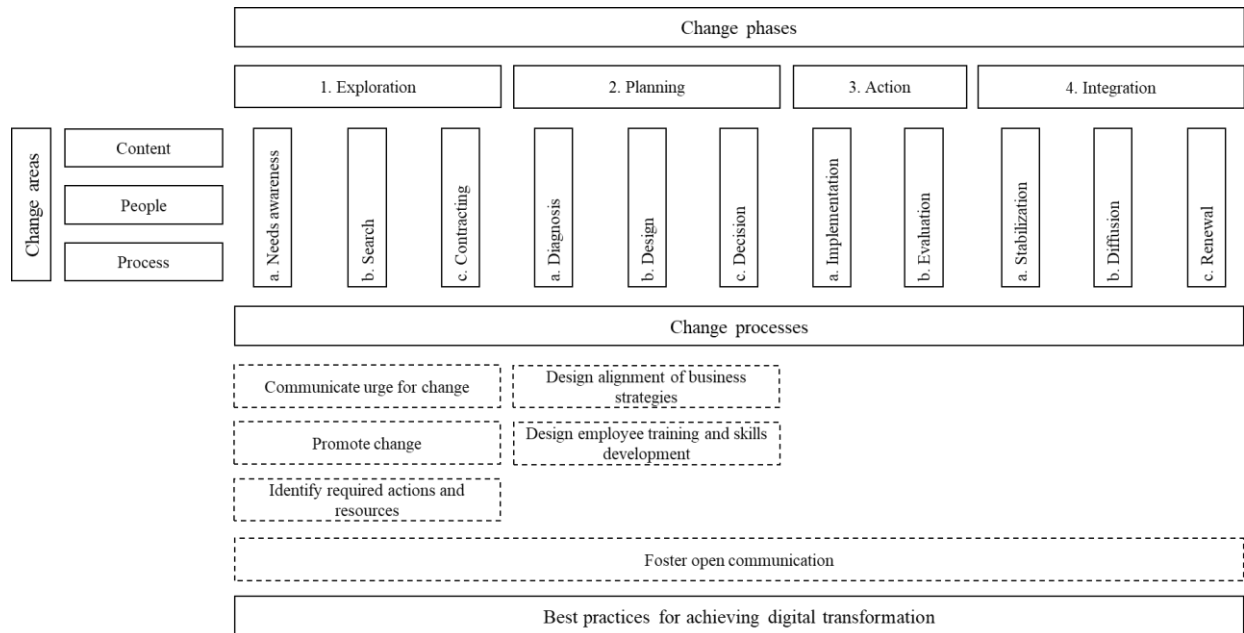 Change phases
1. Exploration
2. Planning
3. Action
4. Integration
Change areas
Content
People
Process
a. Needs awareness
b. Search
c. Contracting
a. Diagnosis
b. Design
c. Decision
a. Implementation
b. Evaluation
a. Stabilization
b. Diffusion
c. Renewal
Change processes
Communicate urge for change
Design alignment of business
strategies
Promote change
Design employee training and skills
development
Identify required actions and
resources
Foster open communication
Best practices for achieving digital transformation